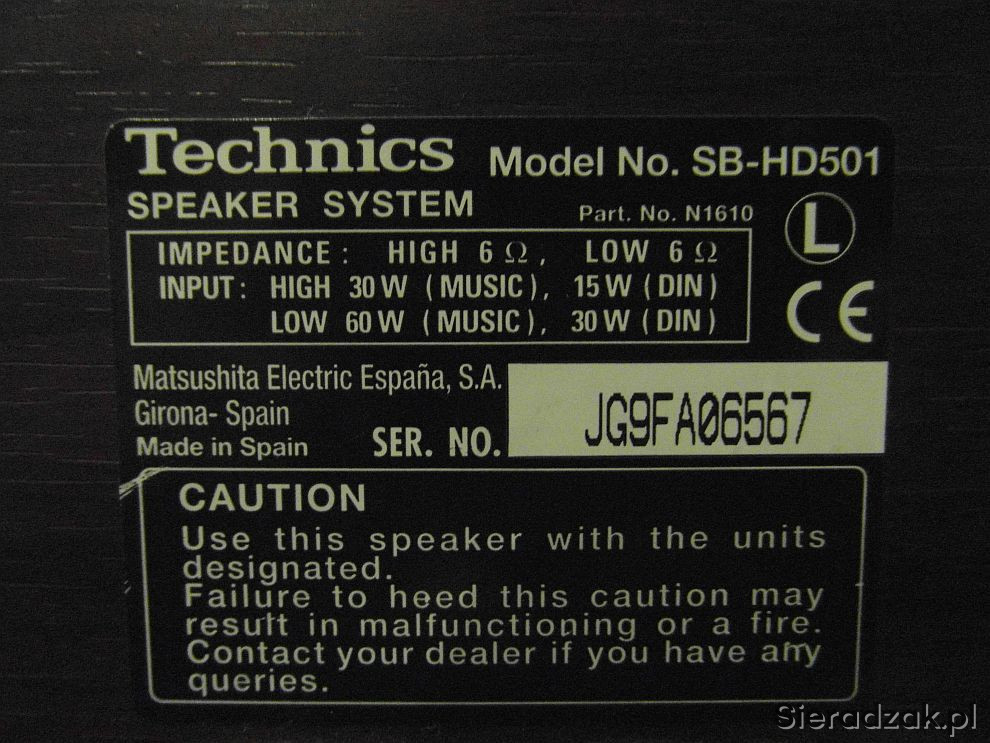 Technics Model No. SB-HD501
SPEAKER SYSTEM Part. No. N1610 L
IMPEDANCE : HIGH 6 Ω , LOW 6 Ω
INPUT : HIGH 30 W ( MUSIC ), 15 W ( DIN )
LOW 60 W ( MUSIC ), 30 W ( DIN )
CE
Matsushita Electric España, S.A.
Girona- Spain
Made in Spain
SER. NO. JG9FA06567
CAUTION
Use this speaker with the units
designated.
Failure to heed this caution may
result in malfunctioning or a fire.
Contact your dealer if you have any
queries.
Sieradzak.pl